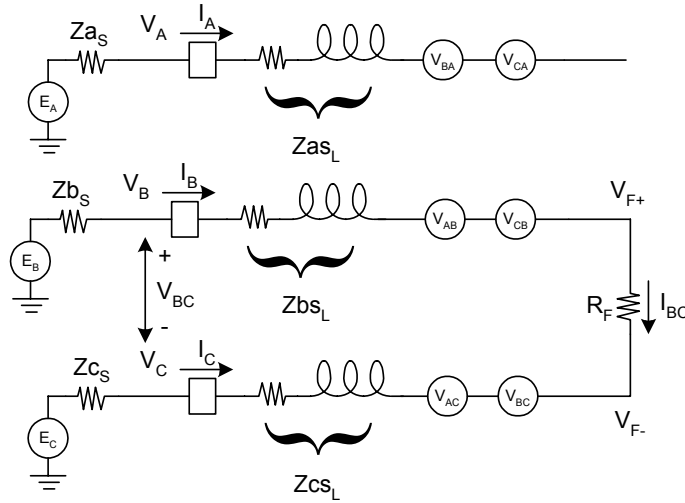 V_A I_A
Za_S
E_A
V_BA V_CA
Zas_L
V_B I_B
Zb_S
V_F+
E_B
V_AB V_CB
+
V_BC
-
Zbs_L
R_F I_BC
V_C I_C
Zc_S
E_C
V_AC V_BC
V_F-
Zcs_L